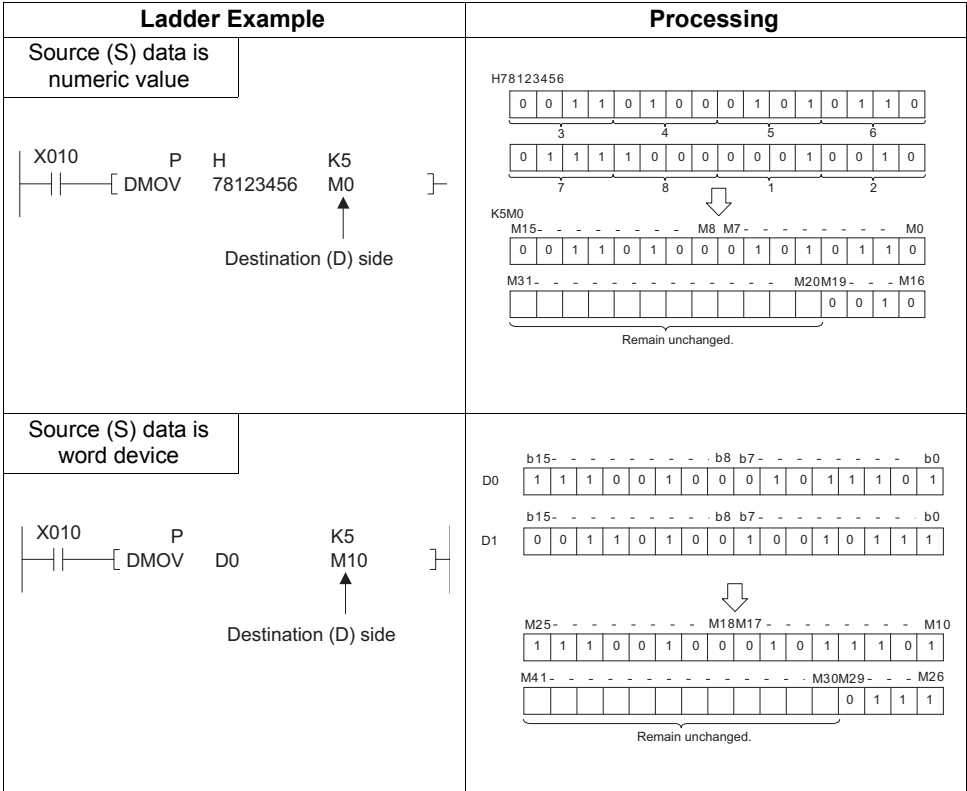 Ladder Example
Processing
Source (S) data is
numeric value
X010 P H K5
DMOV 78123456 M0
Destination (D) side
H78123456
0 0 1 1 0 1 0 0 0 1 0 1 0 1 1 0
3 4 5 6
0 1 1 1 1 0 0 0 0 0 0 1 0 0 1 0
7 8 1 2
K5M0
M15- - - - - - - - M8 M7- - - - - - - - M0
0 0 1 1 0 1 0 0 0 1 0 1 0 1 1 0
M31- - - - - - - - - - - - M20M19- - - M16
0 0 1 0
Remain unchanged.
Source (S) data is
word device
X010 P K5
DMOV D0 M10
Destination (D) side
b15- - - - - - - - b8 b7- - - - - - - - b0
D0 1 1 1 0 0 1 0 0 0 1 0 1 1 1 0 1
b15- - - - - - - - b8 b7- - - - - - - - b0
D1 0 0 1 1 0 1 0 0 1 0 0 1 0 1 1 1
M25- - - - - - - - M18M17- - - - - - - - M10
1 1 1 0 0 1 0 0 0 1 0 1 1 1 0 1
M41- - - - - - - - - - - - M30M29- - - M26
0 1 1 1
Remain unchanged.